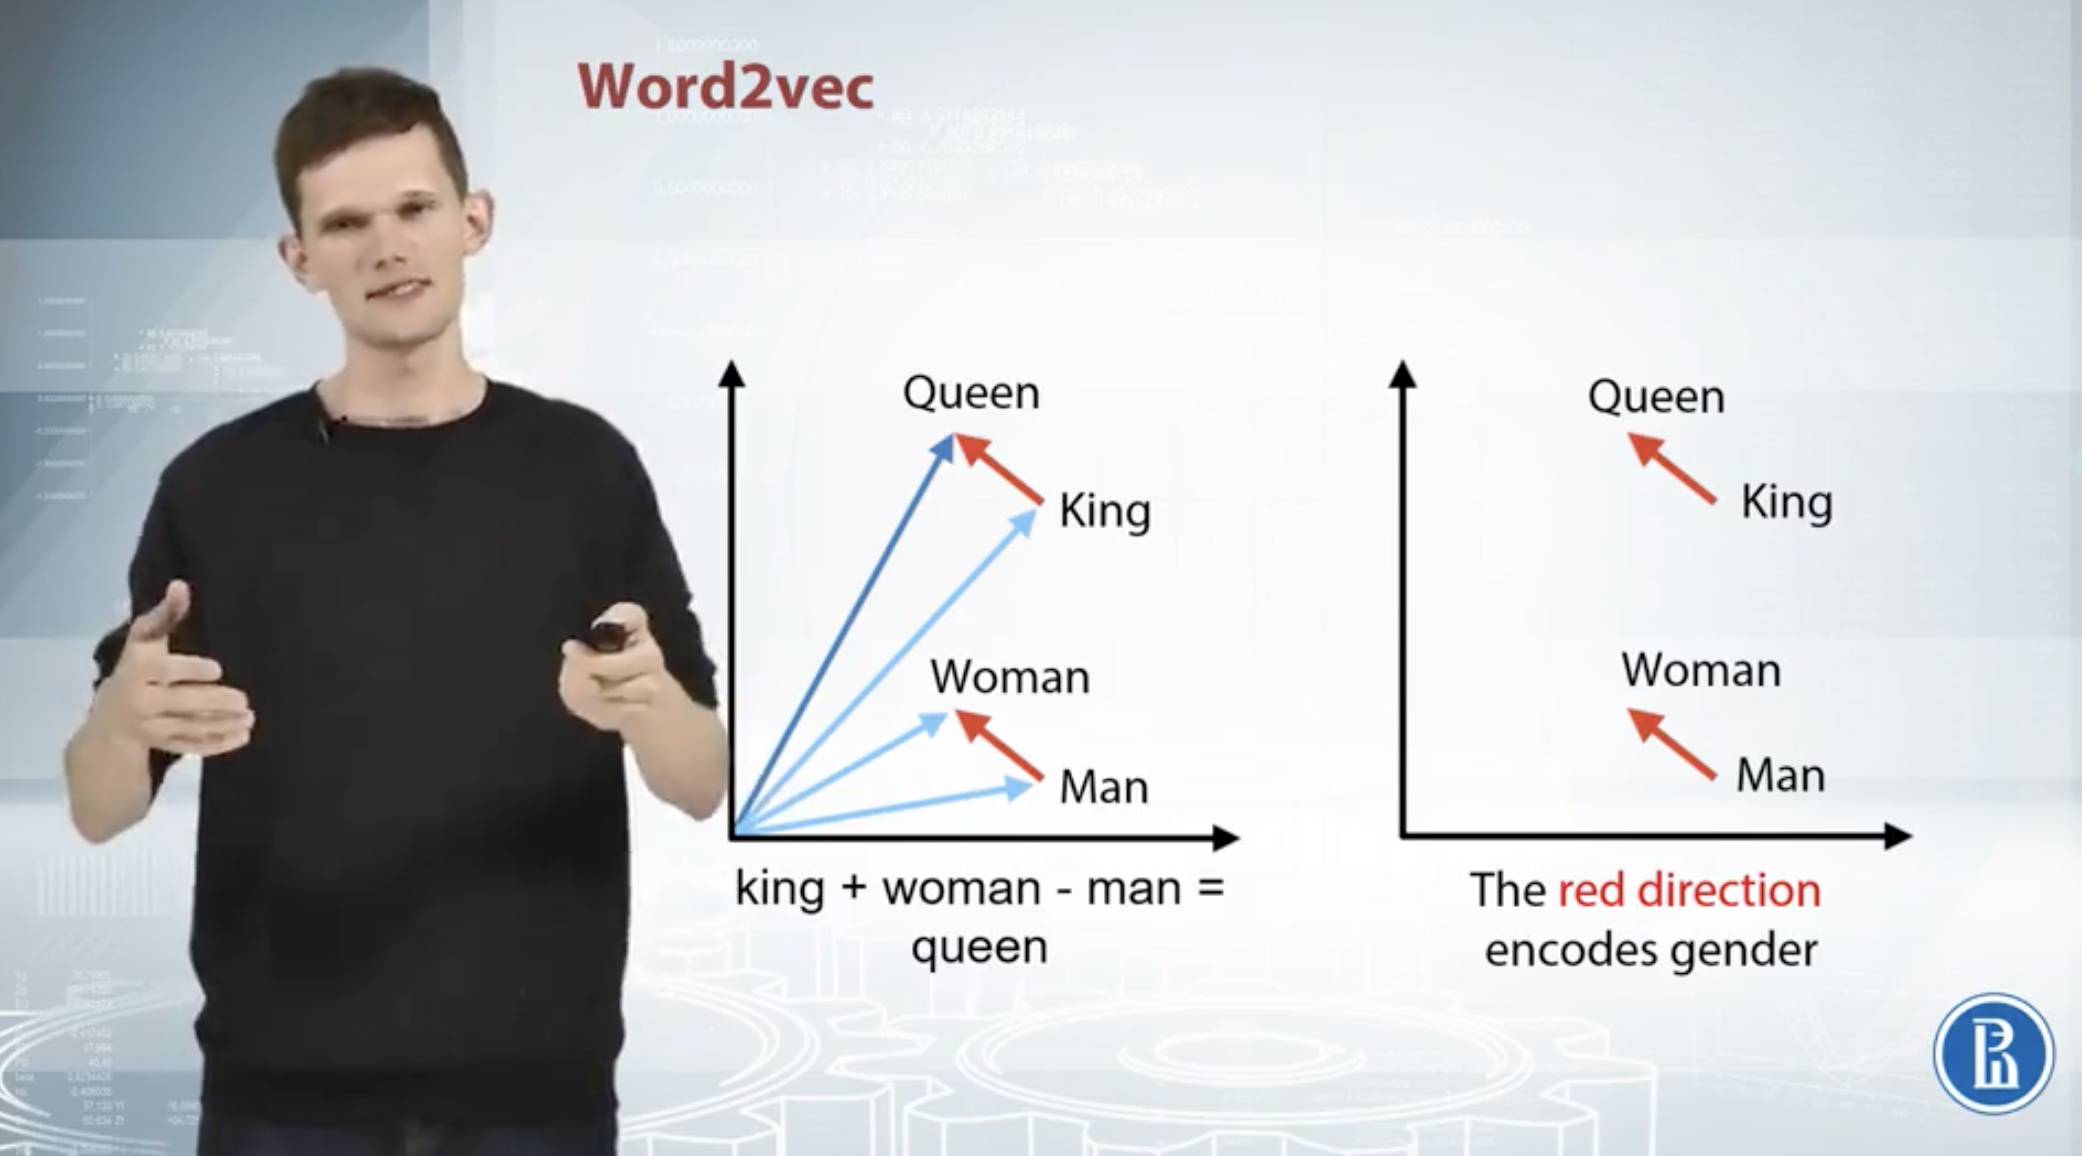 Word2vec
Queen
King
Woman
Man
king + woman - man =
queen
Queen
King
Woman
Man
The red direction
encodes gender